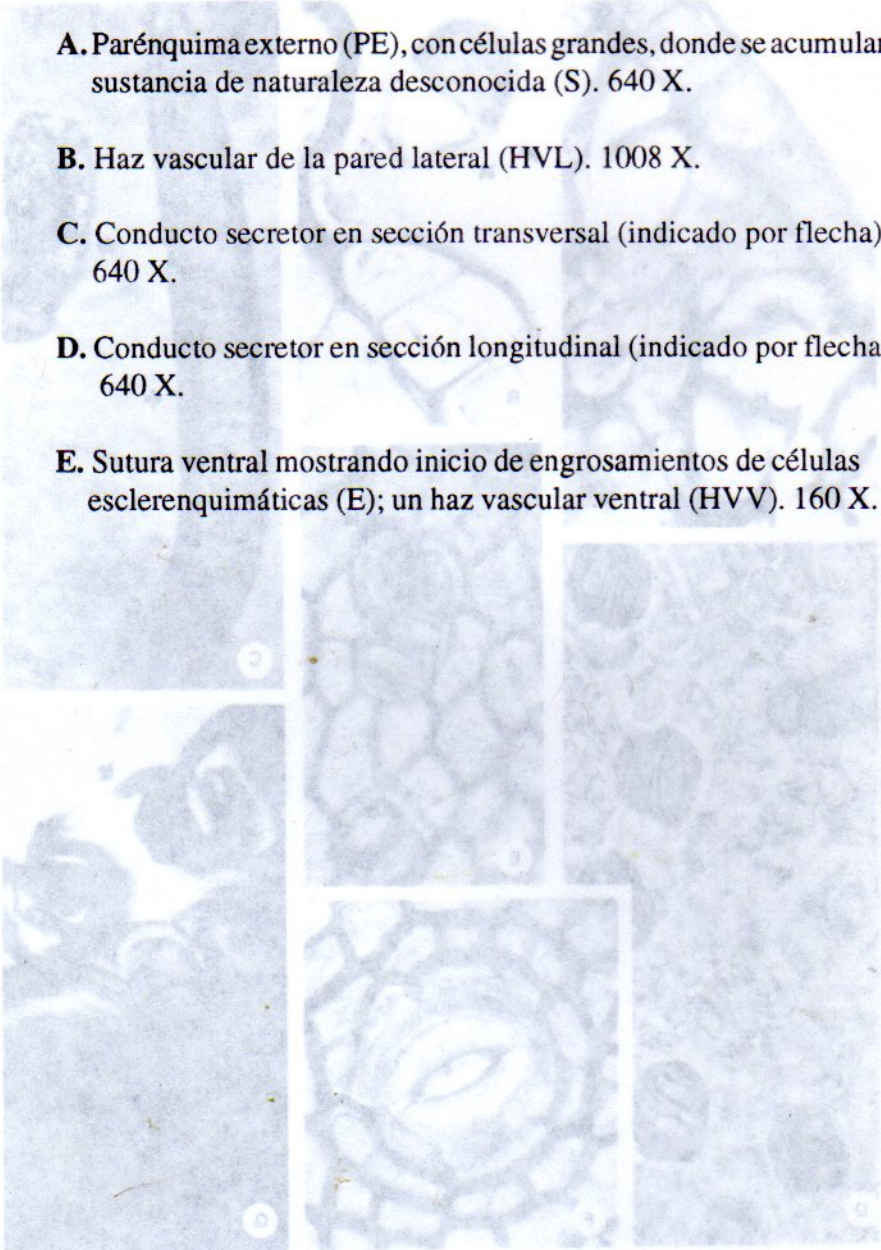 A. Parénquima externo (PE), con células grandes, donde se acumular
sustancia de naturaleza desconocida (S). 640 X.
B. Haz vascular de la pared lateral (HVL). 1008 X.
C. Conducto secretor en sección transversal (indicado por flecha)
640 X.
D. Conducto secretor en sección longitudinal (indicado por flecha
640 X.
E. Sutura ventral mostrando inicio de engrosamientos de células
esclerenquimáticas (E); un haz vascular ventral (HVV). 160 X.